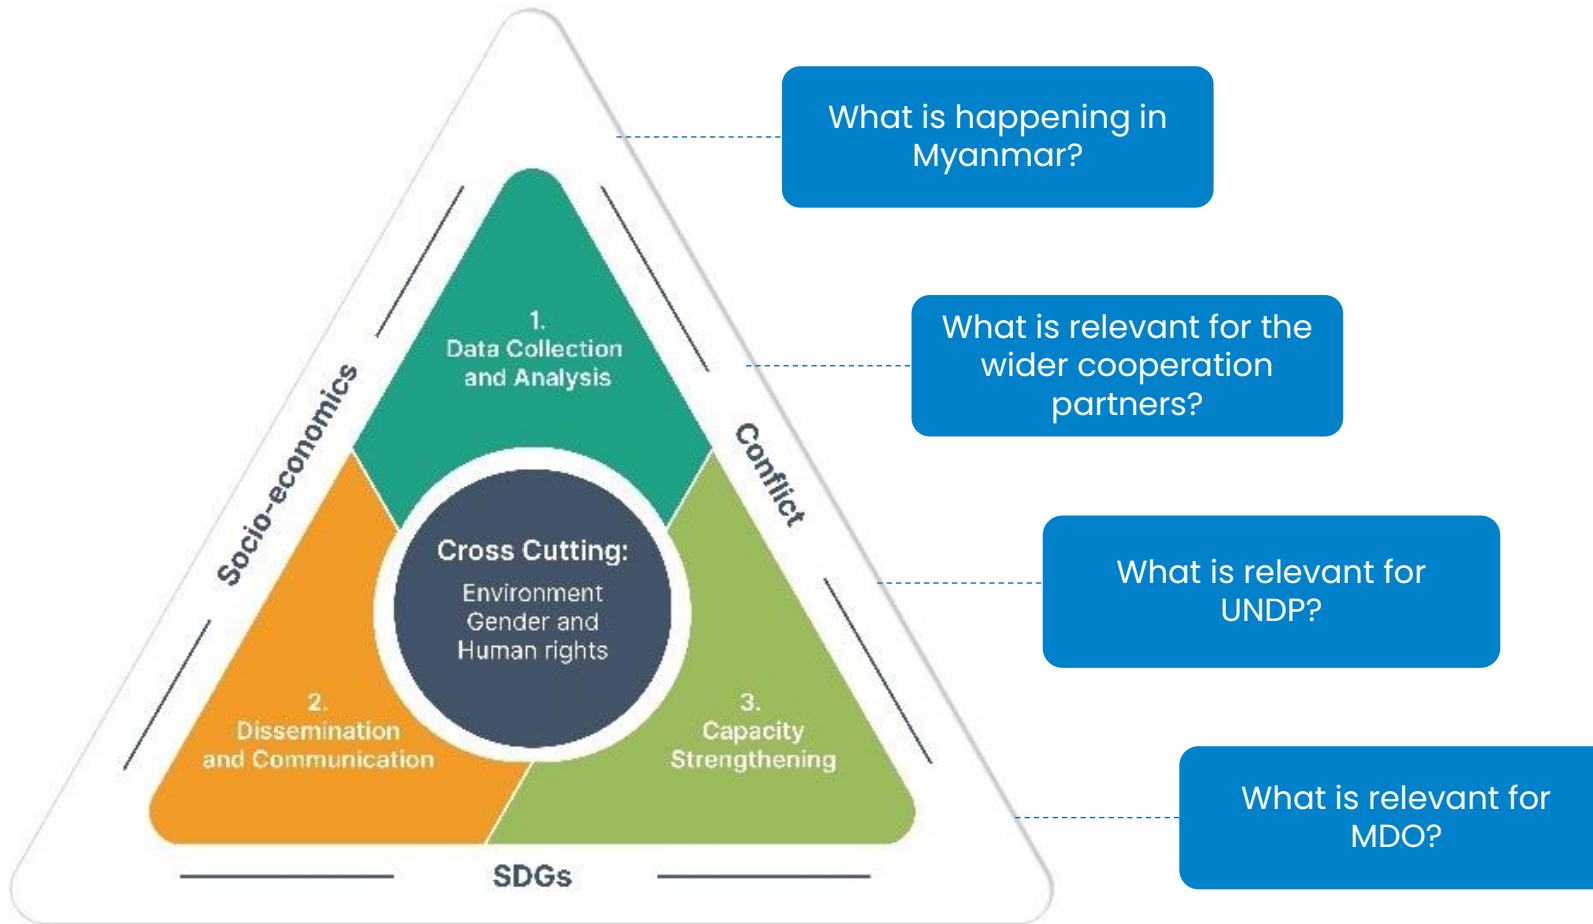 What is happening in
Myanmar?
1.
Data Collection
and Analysis
What is relevant for the
wider cooperation
partners?
Socio-economics
Conflict
Cross Cutting:
Environment
Gender and
Human rights
What is relevant for
UNDP?
2.
Dissemination
and Communication
3.
Capacity
Strengthening
What is relevant for
MDO?
SDGs